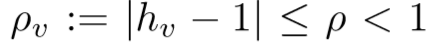 ρ_v := |h_v − 1| ≤ ρ < 1